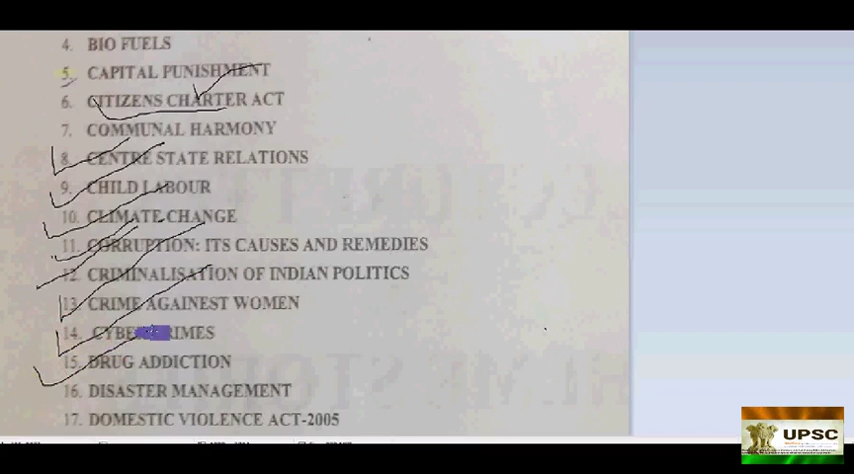 4. BIO FUELS
5. CAPITAL PUNISHMENT
6. CITIZENS CHARTER ACT
7. COMMUNAL HARMONY
8. CENTRE STATE RELATIONS
9. CHILD LABOUR
10. CLIMATE CHANGE
11. CORRUPTION: ITS CAUSES AND REMEDIES
12. CRIMINALISATION OF INDIAN POLITICS
13. CRIME AGAINEST WOMEN
14. CYBER CRIMES
15. DRUG ADDICTION
16. DISASTER MANAGEMENT
17. DOMESTIC VIOLENCE ACT-2005
UPSC